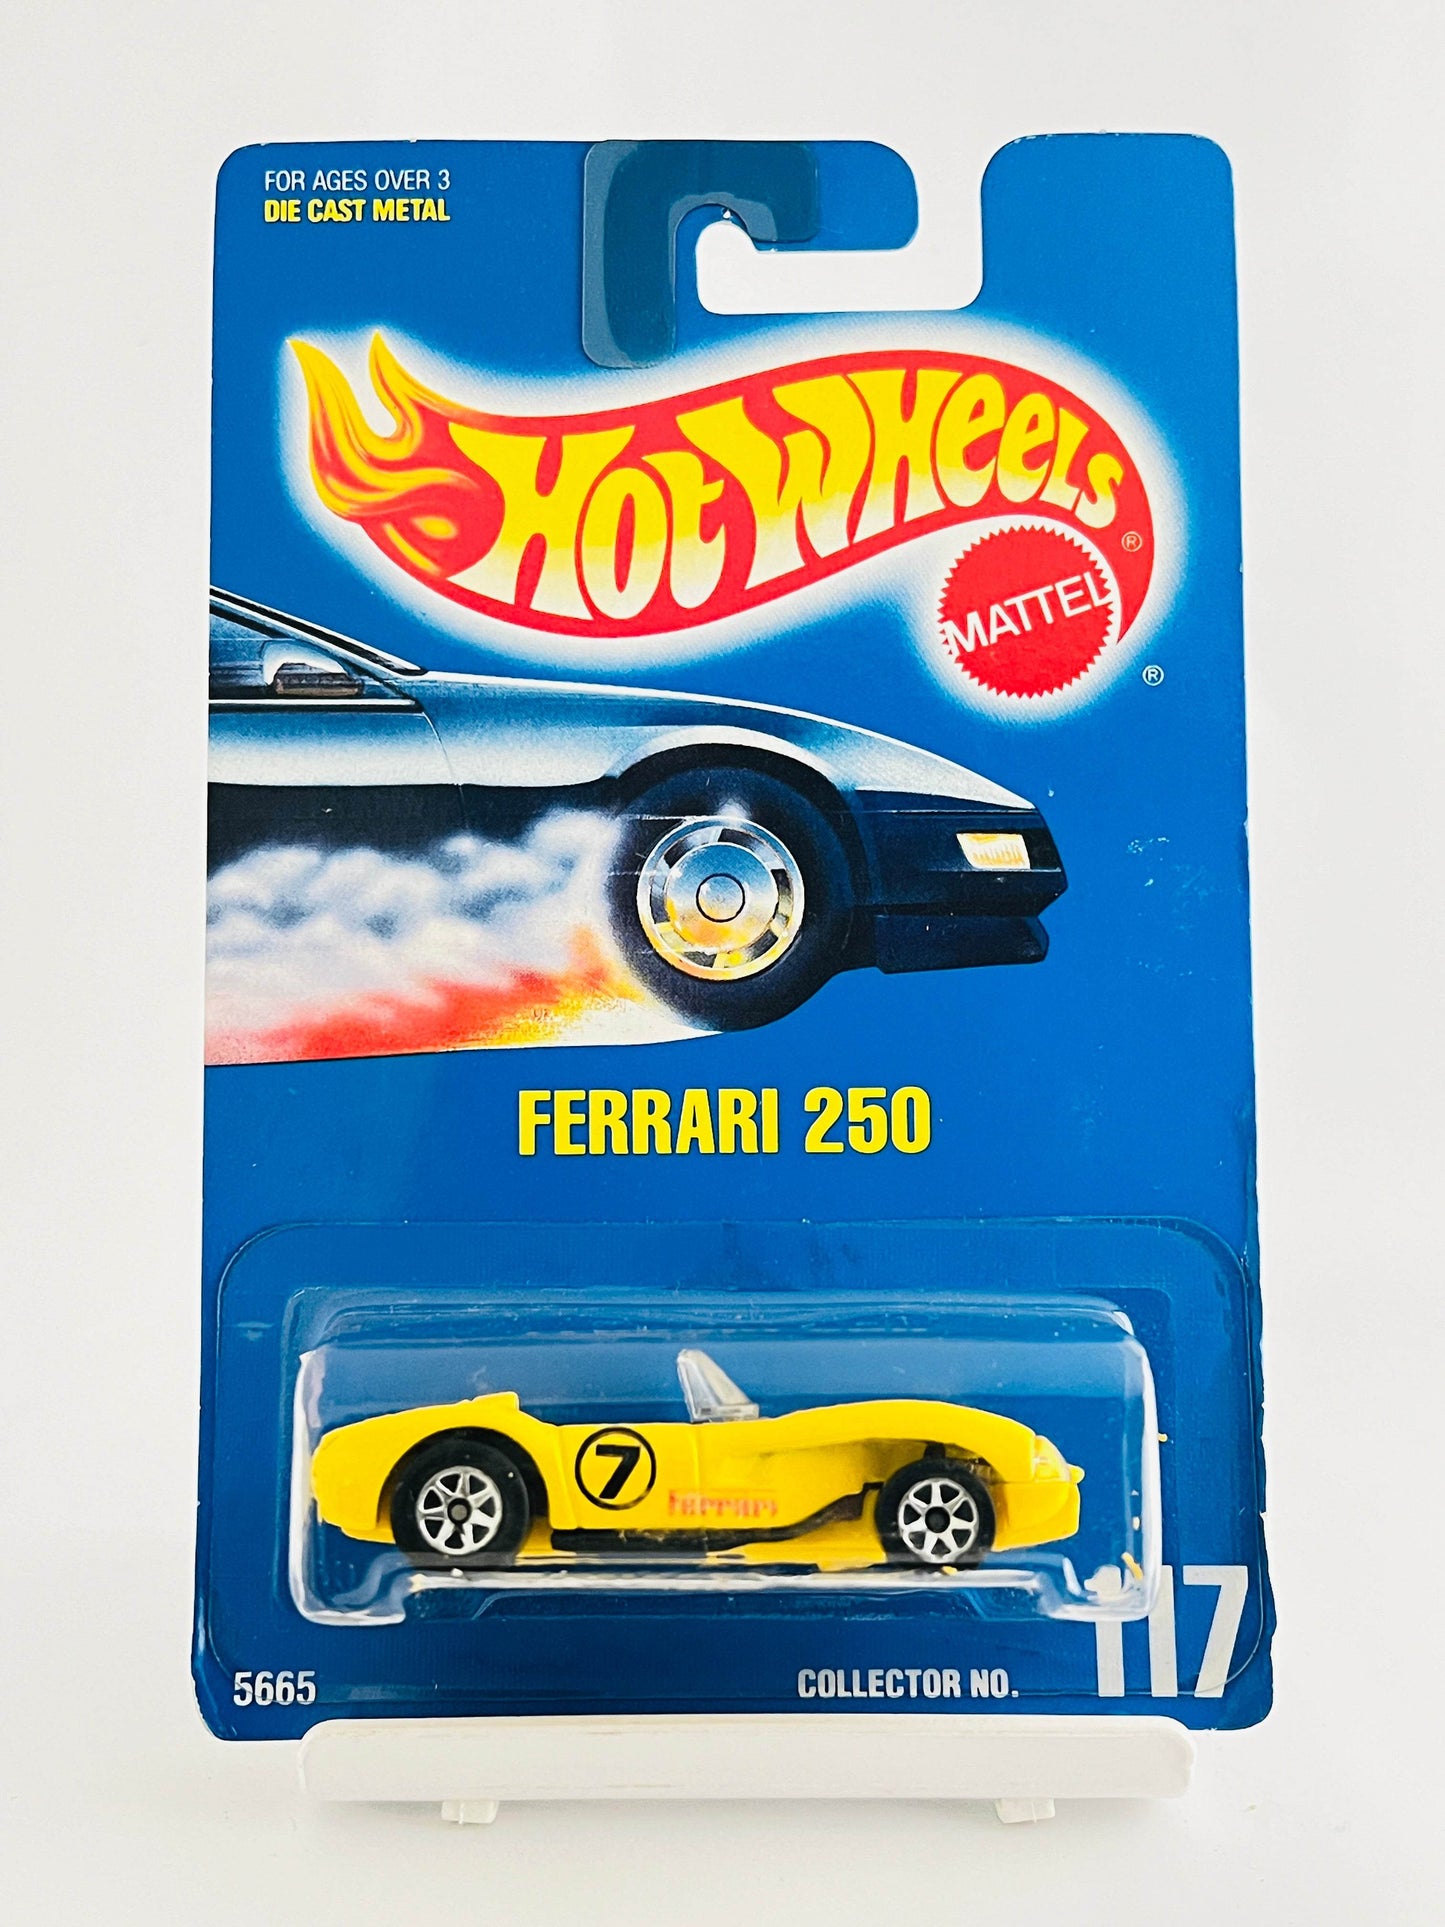 FOR AGES OVER 3
DIE CAST METAL
Hot Wheels ®
MATTEL
®
FERRARI 250
7
Ferrari
117
5665
COLLECTOR NO.